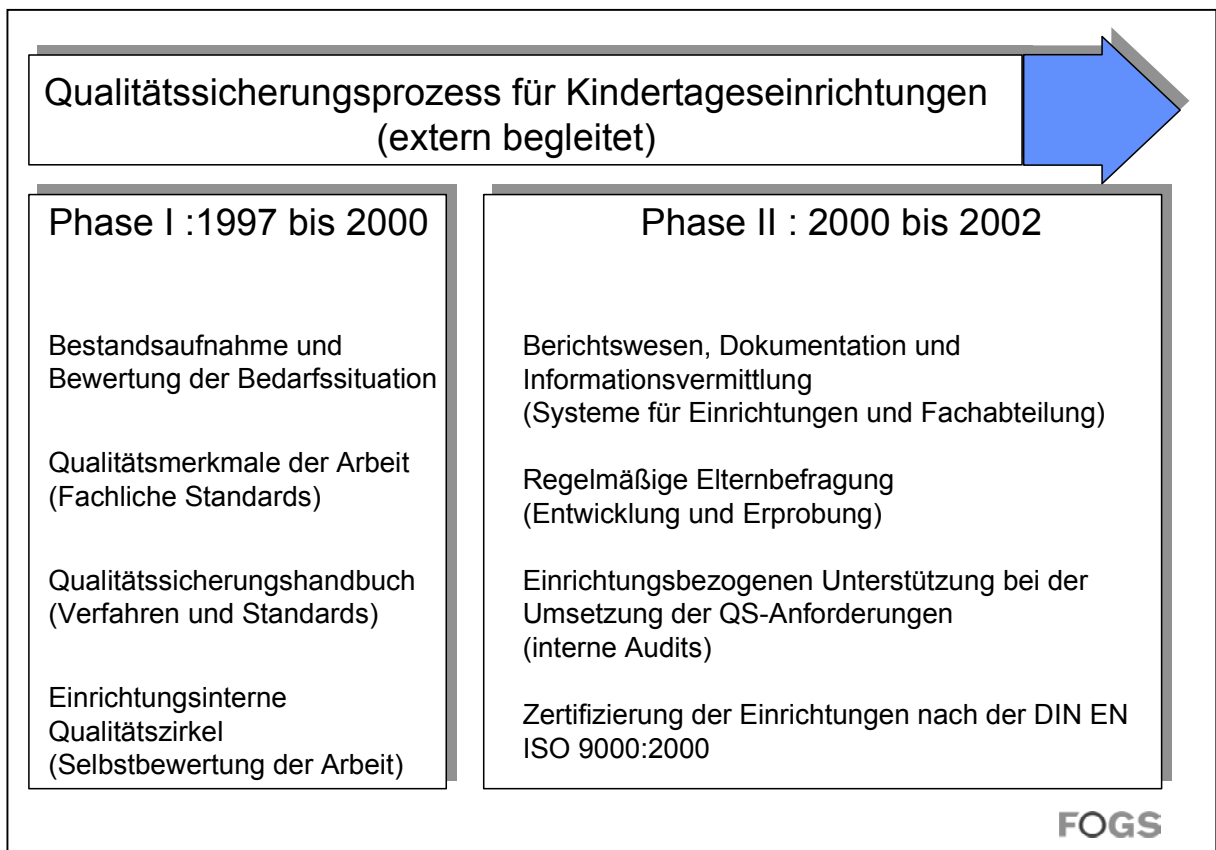 Qualitätssicherungsprozess für Kindertageseinrichtungen
(extern begleitet)
Phase I :1997 bis 2000
Bestandsaufnahme und
Bewertung der Bedarfssituation
Qualitätsmerkmale der Arbeit
(Fachliche Standards)
Qualitätssicherungshandbuch
(Verfahren und Standards)
Einrichtungsinterne
Qualitätszirkel
(Selbstbewertung der Arbeit)
Phase II : 2000 bis 2002
Berichtswesen, Dokumentation und
Informationsvermittlung
(Systeme für Einrichtungen und Fachabteilung)
Regelmäßige Elternbefragung
(Entwicklung und Erprobung)
Einrichtungsbezogenen Unterstützung bei der
Umsetzung der QS-Anforderungen
(interne Audits)
Zertifizierung der Einrichtungen nach der DIN EN
ISO 9000:2000
FOGS